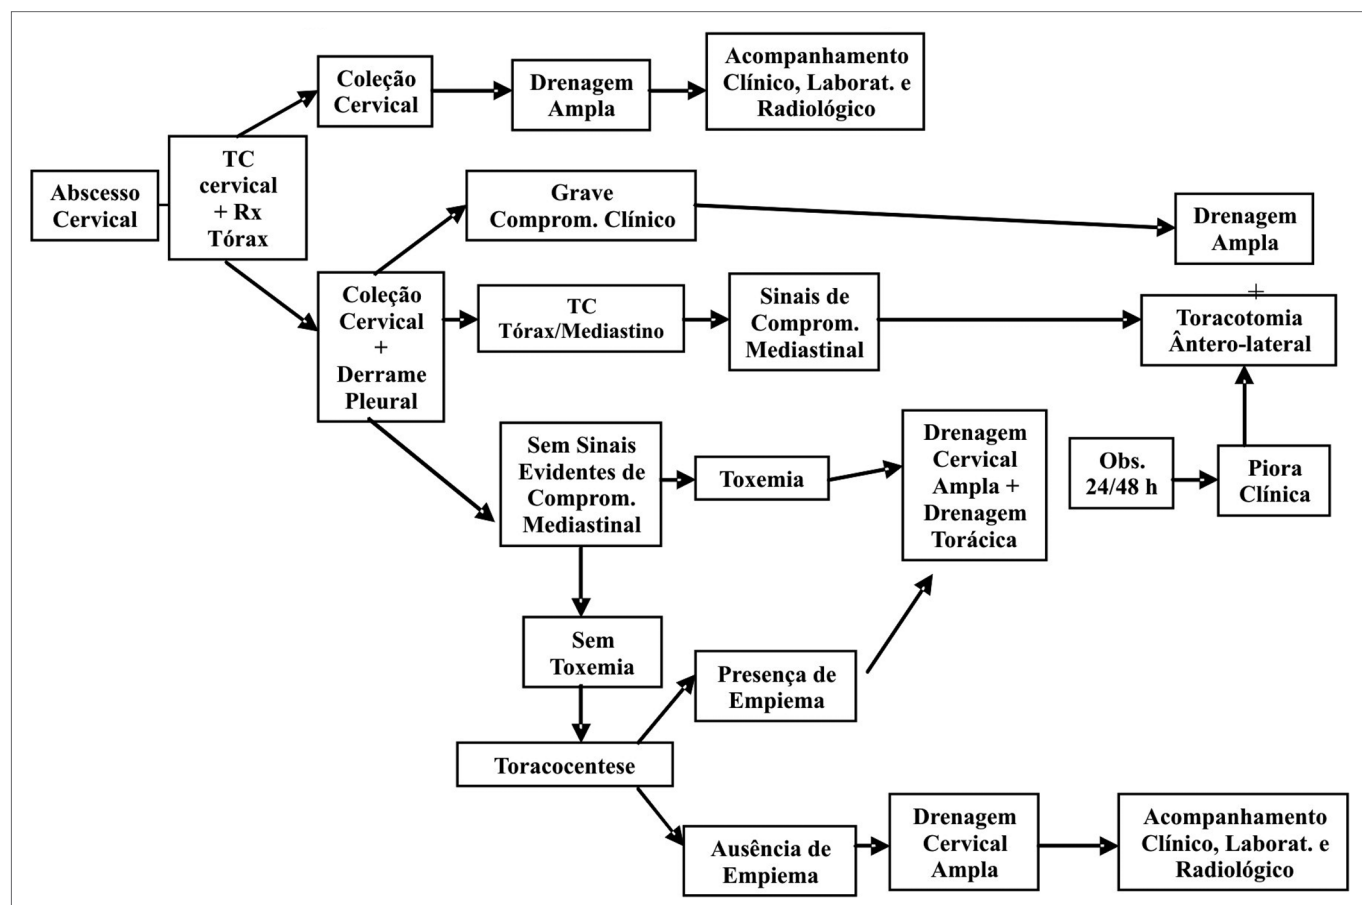 Coleção
Cervical
Drenagem
Ampla
Acompanhamento
Clínico, Laborat. e
Radiológico
Abscesso
Cervical
TC
cervical
+ Rx
Tórax
Grave
Comprom. Clínico
Drenagem
Ampla
+
Toracotomia
Ântero-lateral
Coleção
Cervical
+
Derrame
Pleural
TC
Tórax/Mediastino
Sinais de
Comprom.
Mediastinal
Sem Sinais
Evidentes de
Comprom.
Mediastinal
Toxemia
Drenagem
Cervical
Ampla +
Drenagem
Torácica
Obs.
24/48 h
Piora
Clínica
Sem
Toxemia
Presença de
Empiema
Toracocentese
Ausência de
Empiema
Drenagem
Cervical
Ampla
Acompanhamento
Clínico, Laborat. e
Radiológico